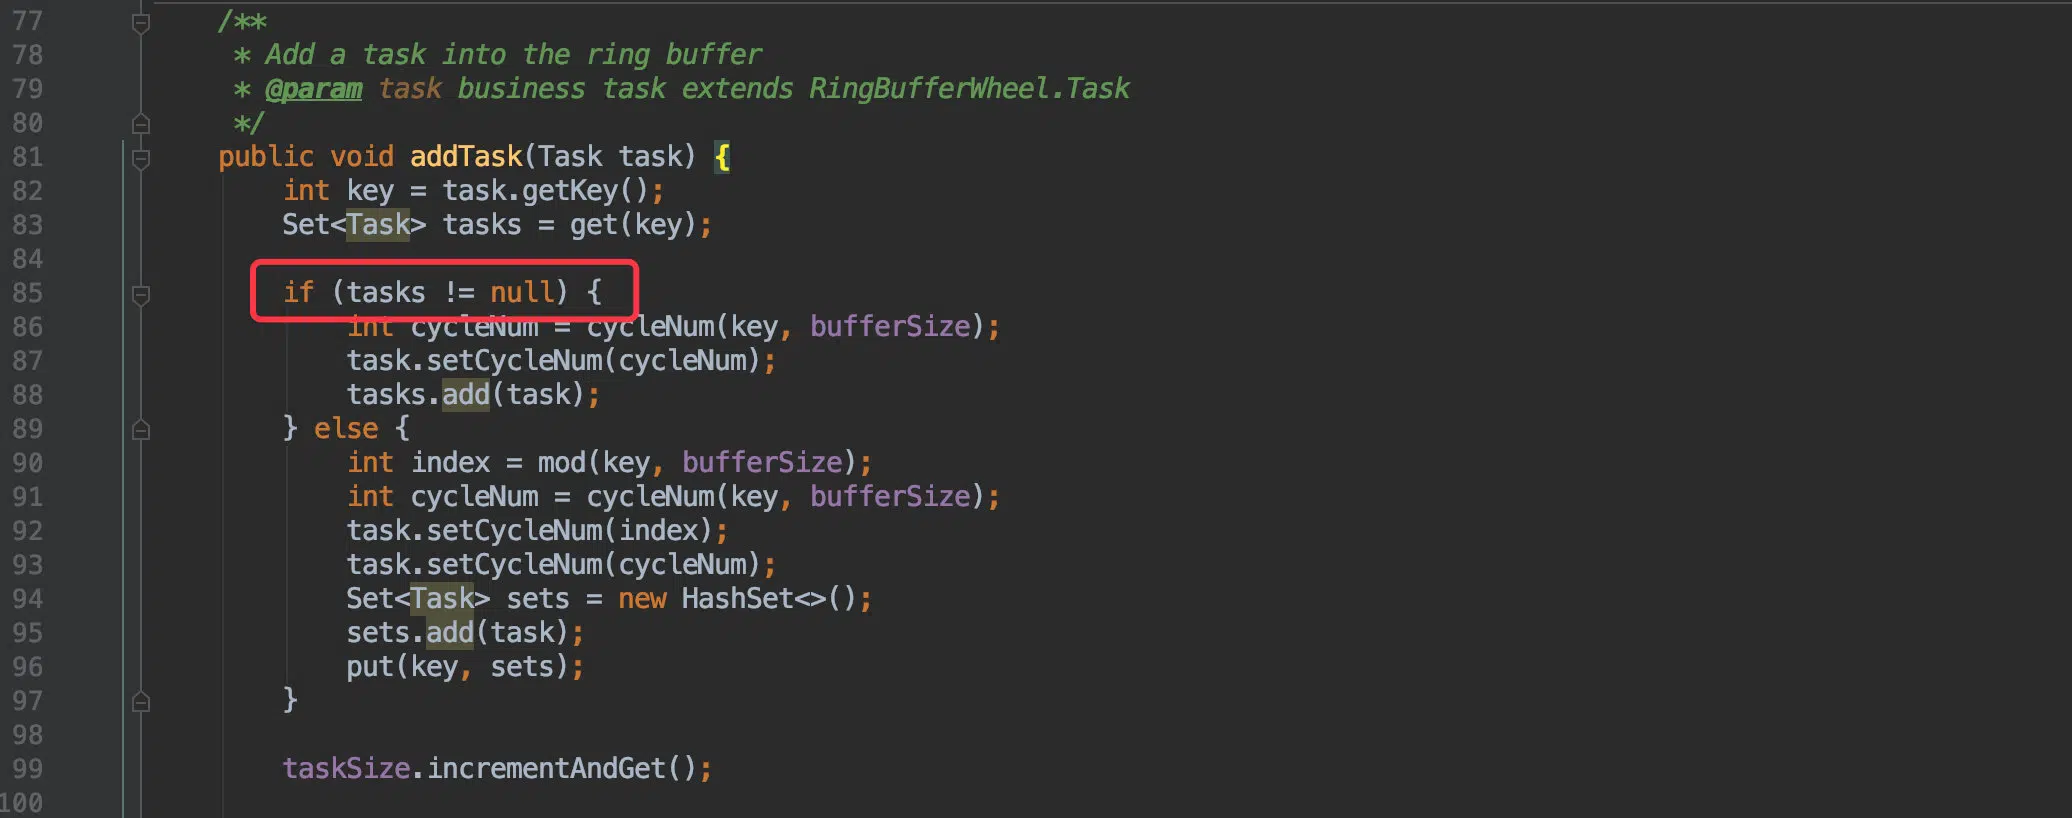 77 /**
78 * Add a task into the ring buffer
79 * @param task business task extends RingBufferWheel.Task
80 */
81 public void addTask(Task task) {
82 int key = task.getKey();
83 Set<Task> tasks = get(key);
84
85 if (tasks != null) {
86 int cycleNum = cycleNum(key, bufferSize);
87 task.setCycleNum(cycleNum);
88 tasks.add(task);
89 } else {
90 int index = mod(key, bufferSize);
91 int cycleNum = cycleNum(key, bufferSize);
92 task.setCycleNum(index);
93 task.setCycleNum(cycleNum);
94 Set<Task> sets = new HashSet<>();
95 sets.add(task);
96 put(key, sets);
97 }
98
99 taskSize.incrementAndGet();
100